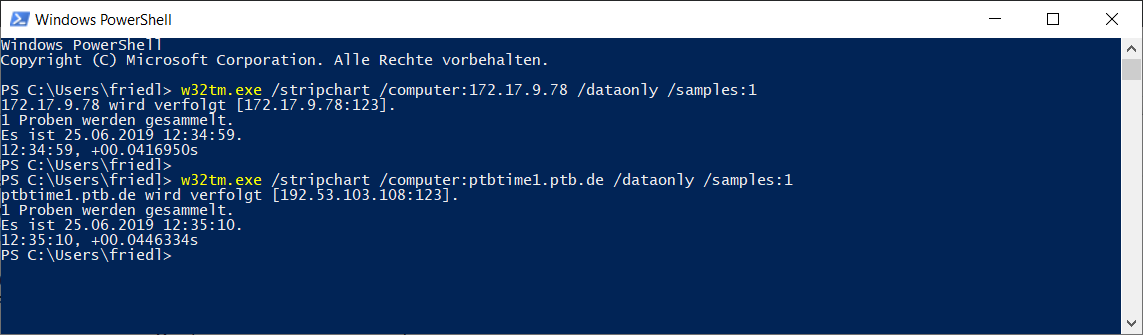 Windows PowerShell
Windows PowerShell
Copyright (C) Microsoft Corporation. Alle Rechte vorbehalten.
PS C:\Users\friedl> w32tm.exe /stripchart /computer:172.17.9.78 /dataonly /samples:1
172.17.9.78 wird verfolgt [172.17.9.78:123].
1 Proben werden gesammelt.
Es ist 25.06.2019 12:34:59.
12:34:59, +00.0416950s
PS C:\Users\friedl>
PS C:\Users\friedl> w32tm.exe /stripchart /computer:ptbtime1.ptb.de /dataonly /samples:1
ptbtime1.ptb.de wird verfolgt [192.53.103.108:123].
1 Proben werden gesammelt.
Es ist 25.06.2019 12:35:10.
12:35:10, +00.0446334s
PS C:\Users\friedl>